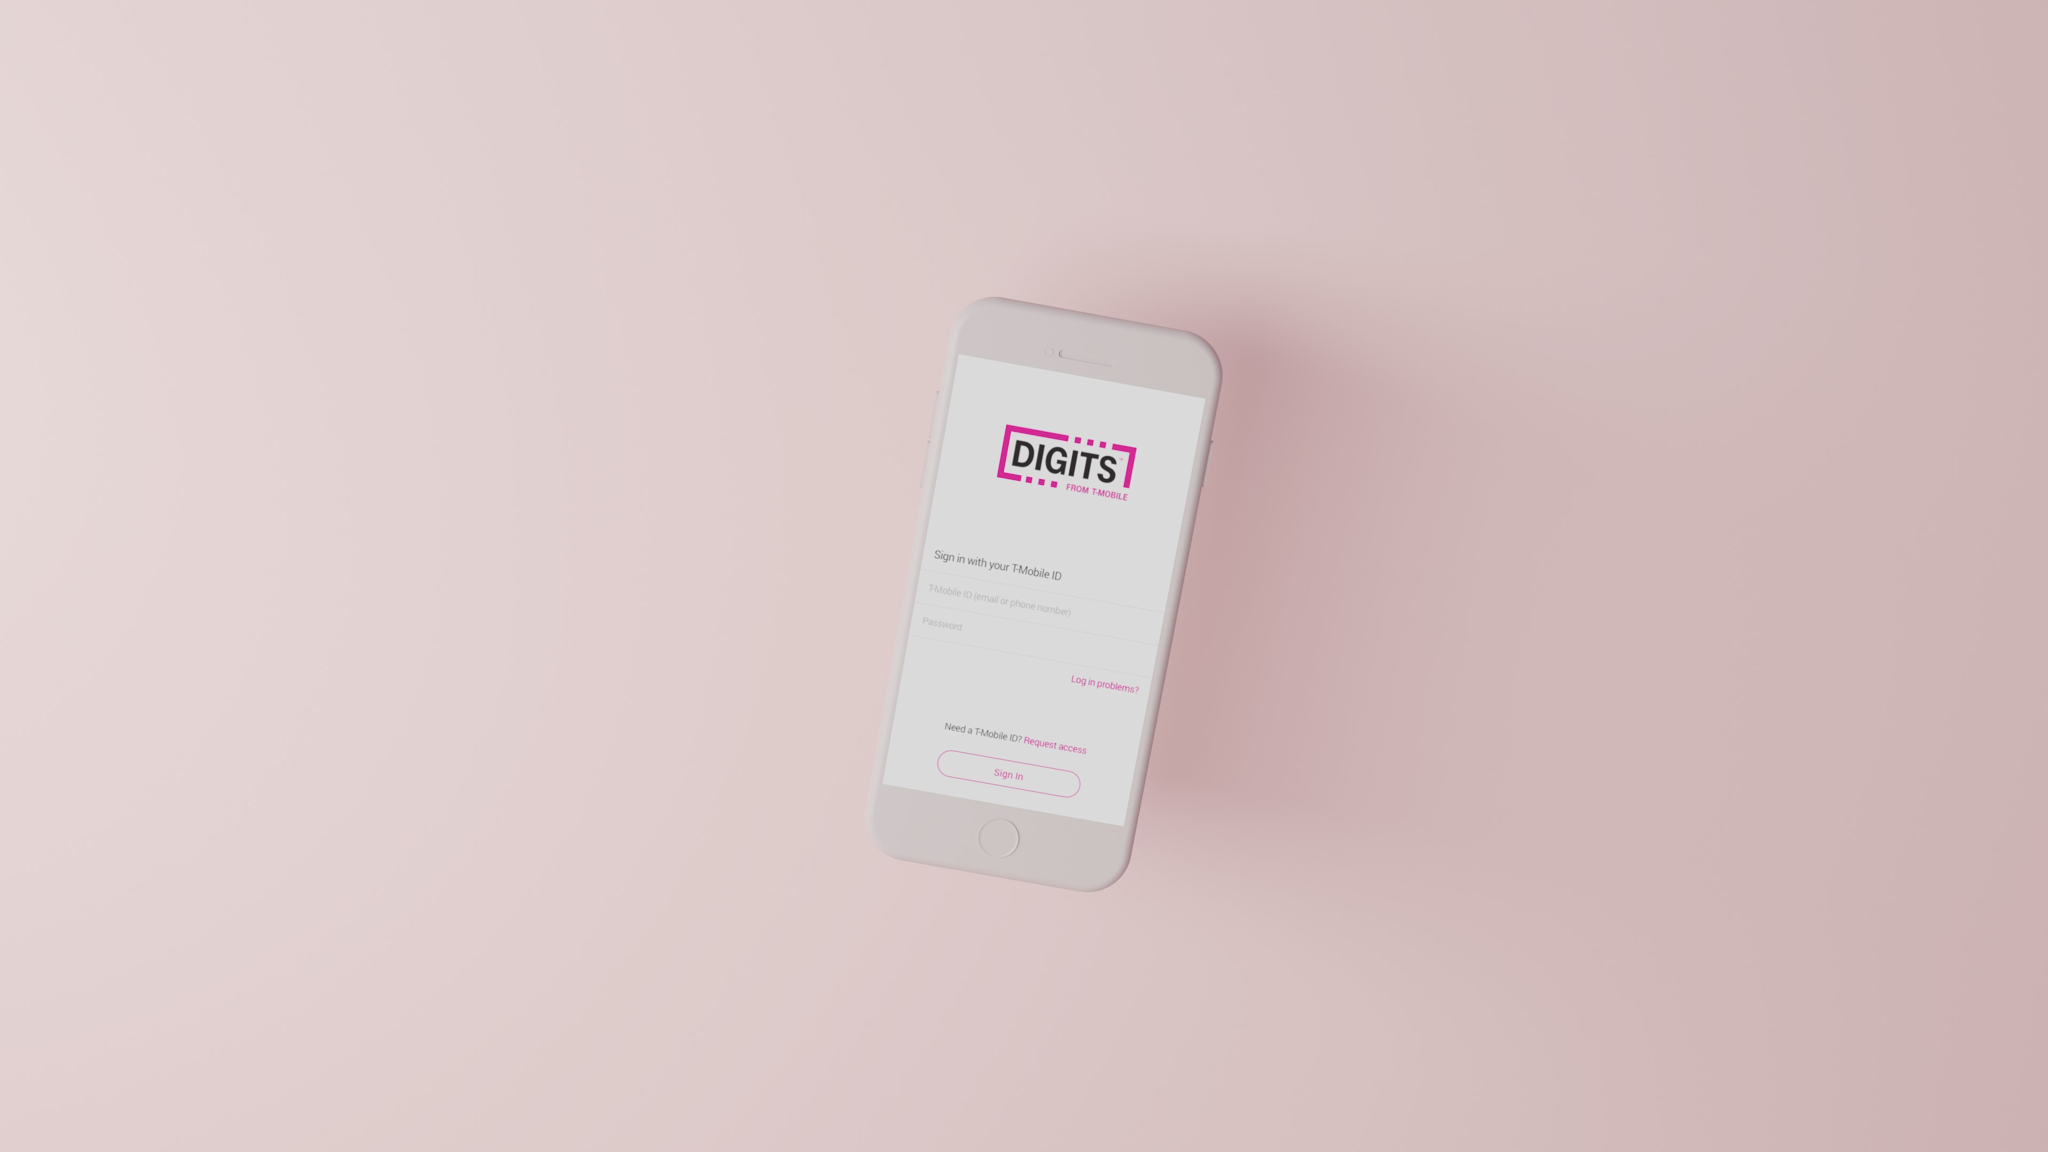 DIGITS™
FROM T-MOBILE
Sign in with your T-Mobile ID
T-Mobile ID (email or phone number)
Password
Log in problems?
Need a T-Mobile ID? Request access
Sign In